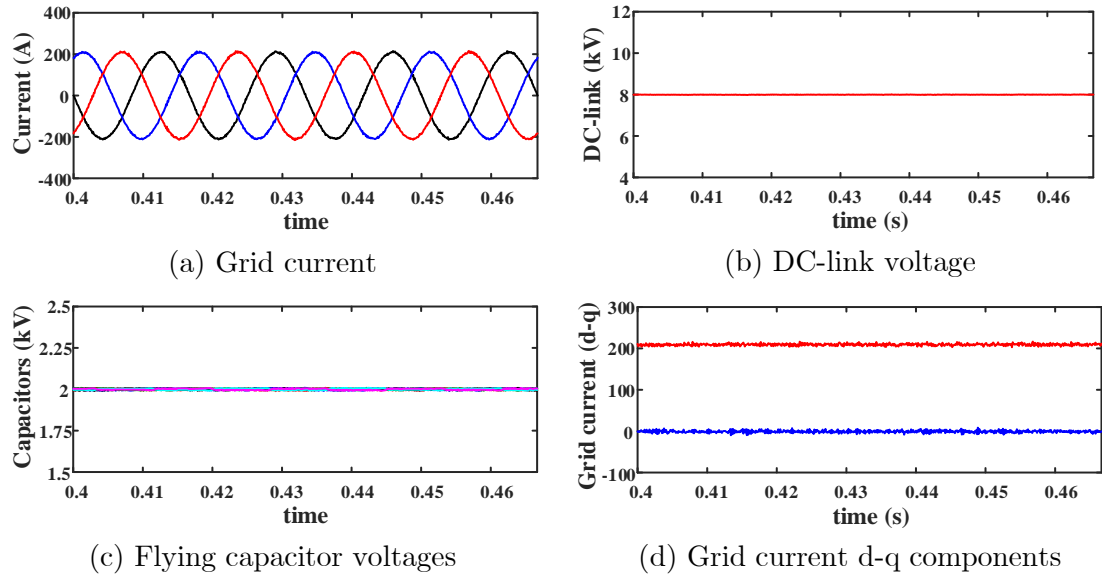 400
200
0
-200
-400
Current (A)
0.4 0.41 0.42 0.43 0.44 0.45 0.46
time
(a) Grid current
12
10
8
6
4
DC-link (kV)
0.4 0.41 0.42 0.43 0.44 0.45 0.46
time (s)
(b) DC-link voltage
2.5
2.25
2
1.75
1.5
Capacitors (kV)
0.4 0.41 0.42 0.43 0.44 0.45 0.46
time
(c) Flying capacitor voltages
300
200
100
0
-100
Grid current (d-q)
0.4 0.41 0.42 0.43 0.44 0.45 0.46
time (s)
(d) Grid current d-q components